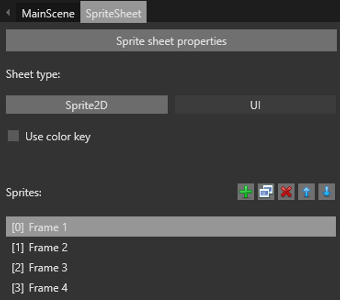 MainScene SpriteSheet
Sprite sheet properties
Sheet type:
Sprite2D UI
Use color key
Sprites:
[0] Frame 1
[1] Frame 2
[2] Frame 3
[3] Frame 4